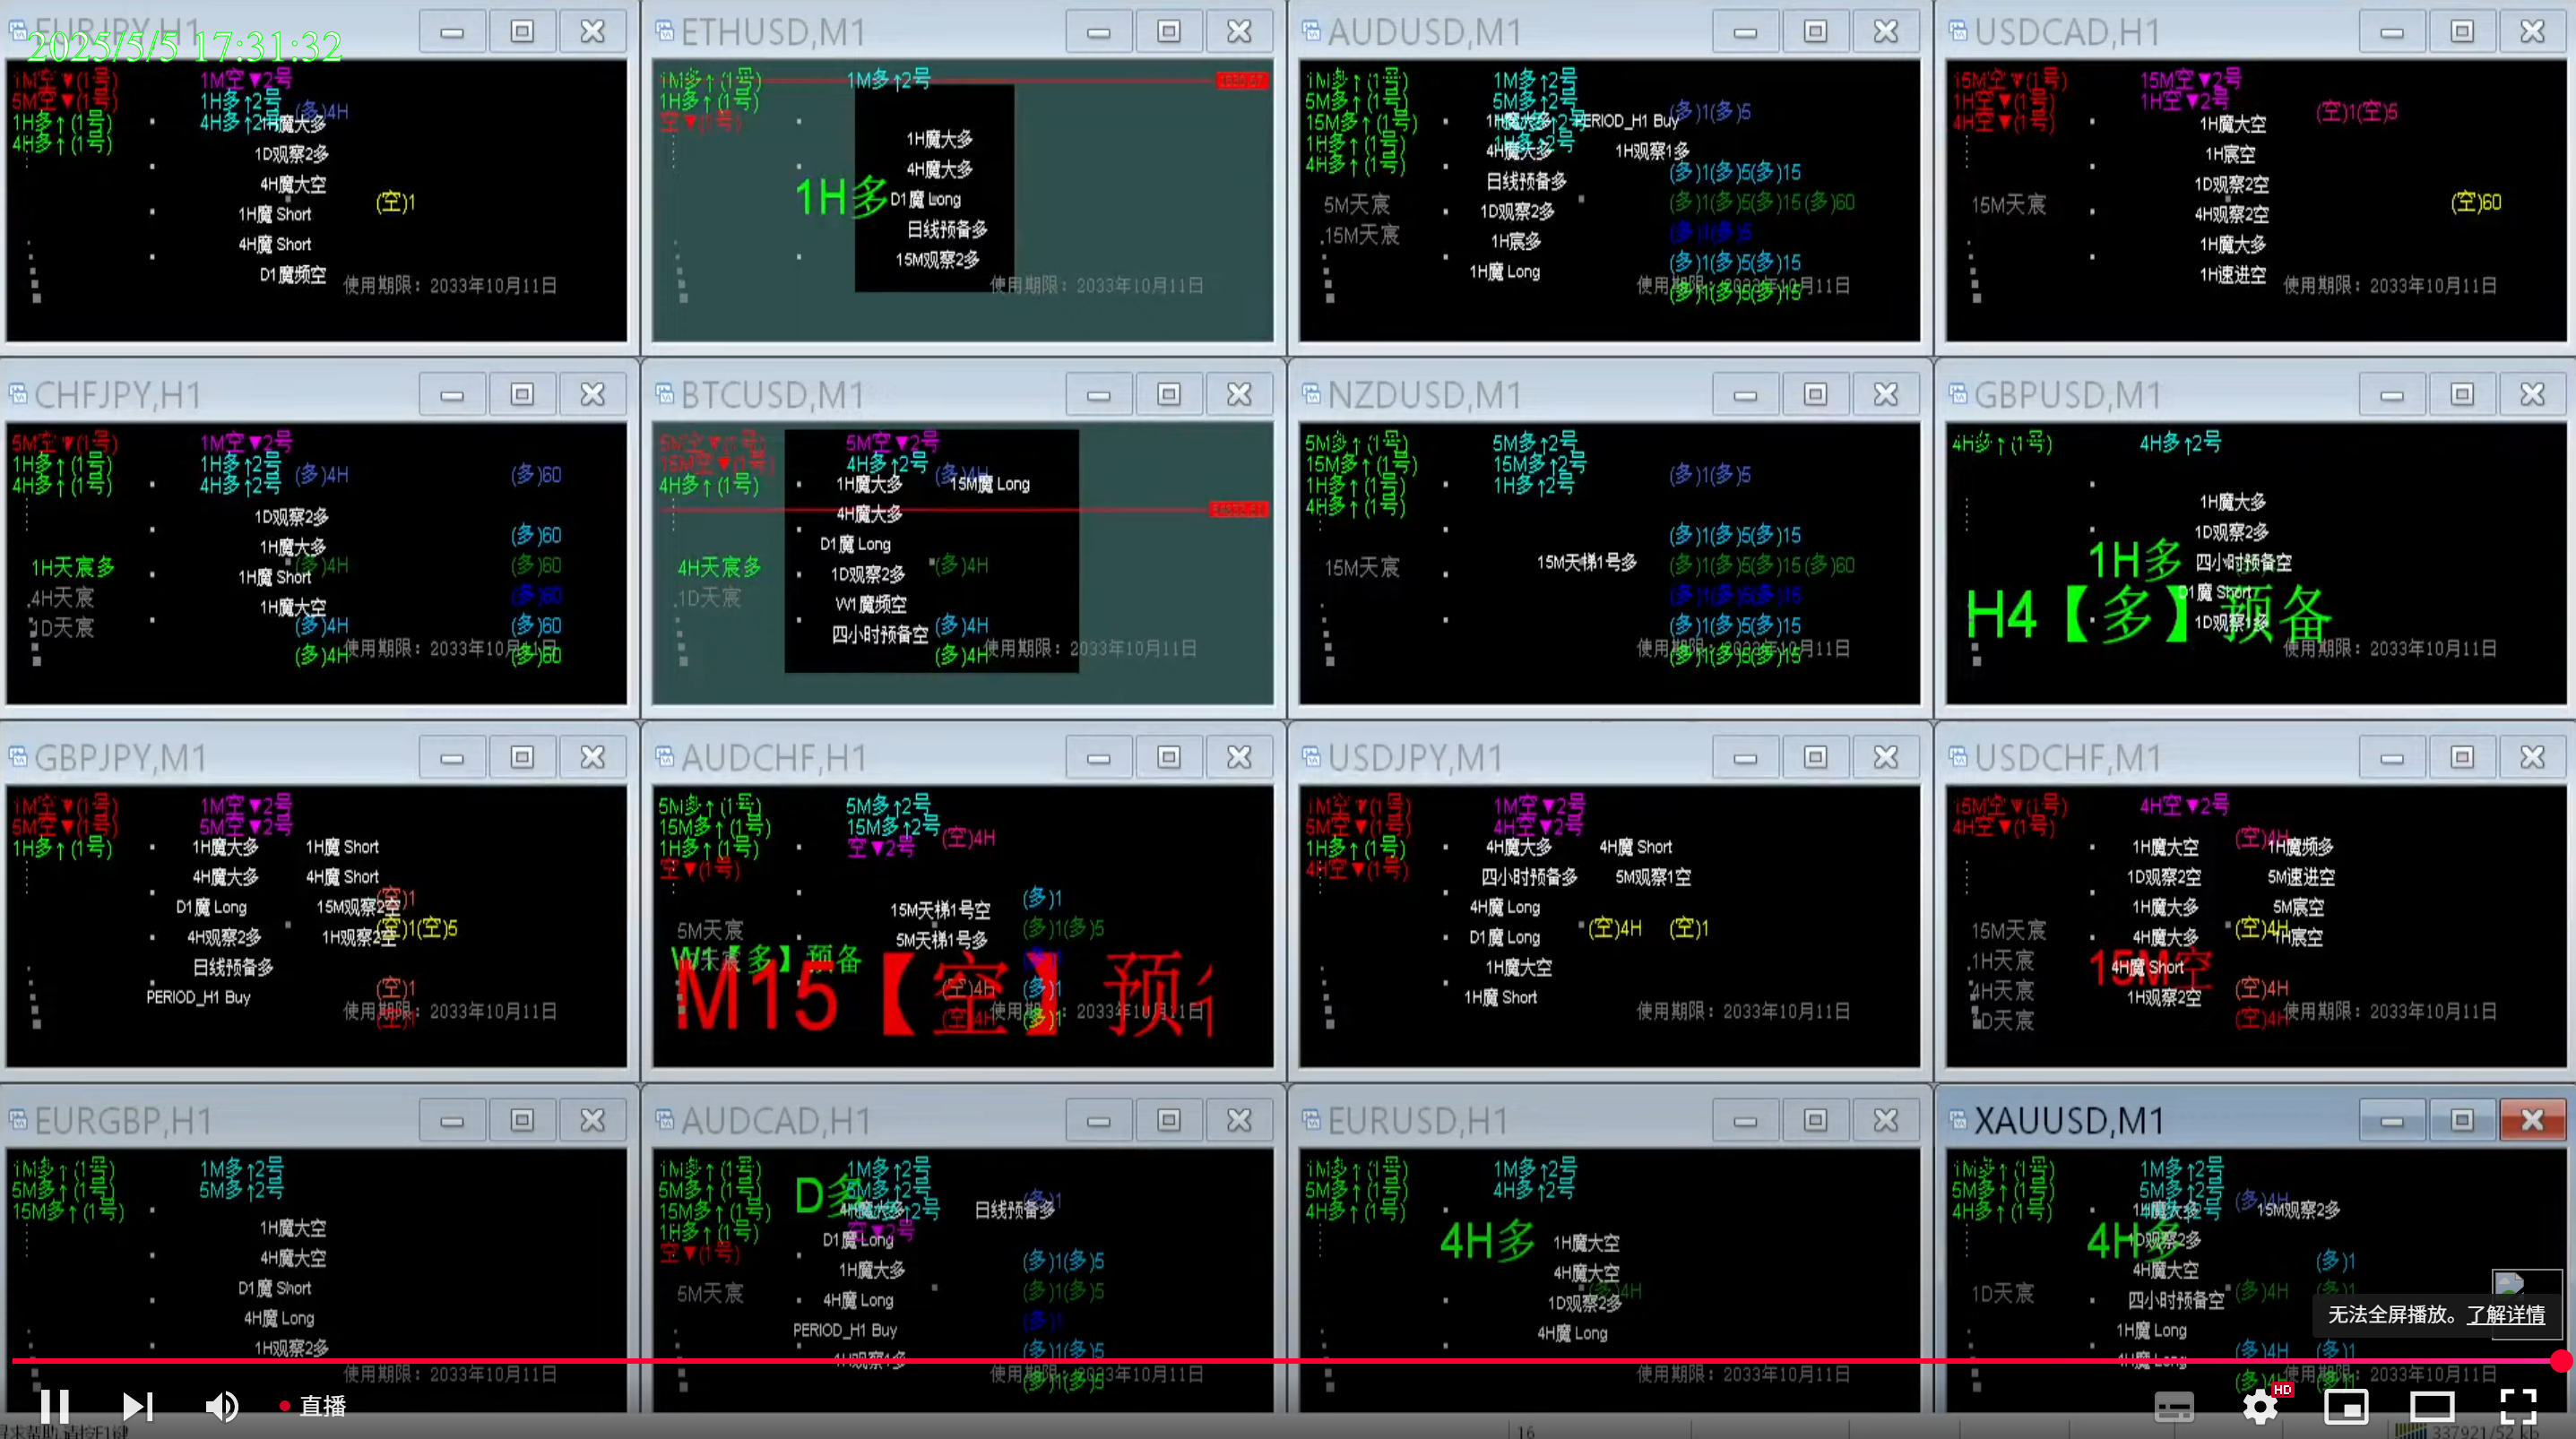 2025/5/5 17:31:32
EURJPY,H1
1M空▼(1号)
1M空▼2号
5M空▼(1号)
1H多↑2号
(多)4H
1H多↑(1号)
4H多↑2号
1H魔大多
4H多↑(1号)
1D观察2多
4H魔大空
(空)1
1H魔 Short
4H魔 Short
D1魔频空
使用期限：2033年10月11日
ETHUSD,M1
1M多↑(1号)
1M多↑2号
1H多↑(1号)
空▼(1号)
1H魔大多
4H魔大多
1H多
D1魔 Long
日线预备多
15M观察2多
使用期限：2033年10月11日
AUDUSD,M1
1M多↑(1号)
1M多↑2号
5M多↑(1号)
5M多↑2号
(多)1(多)5
15M多↑(1号)
1H魔大多
PERIOD_H1 Buy
1H多↑(1号)
1H多↑2号
4H魔大多
1H观察1多
4H多↑(1号)
日线预备多
(多)1(多)5(多)15
5M天宸
1D观察2多
(多)1(多)5(多)15(多)60
15M天宸
1H宸多
(多)1(多)5
1H魔 Long
(多)1(多)5(多)15
使用期限：2033年10月11日
(多)1(多)5(多)15
USDCAD,H1
15M空▼(1号)
15M空▼2号
1H空▼(1号)
1H空▼2号
(空)1(空)5
4H空▼(1号)
1H魔大空
1H宸空
1D观察2空
15M天宸
4H观察2空
(空)60
1H魔大多
1H速进空
使用期限：2033年10月11日
CHFJPY,H1
5M空▼(1号)
1M空▼2号
1H多↑(1号)
1H多↑2号
(多)4H
(多)60
4H多↑(1号)
4H多↑2号
1D观察2多
(多)60
1H魔大多
1H天宸多
(多)4H
(多)60
1H魔 Short
4H天宸
(多)60
1H魔大空
1D天宸
(多)4H
(多)60
(多)4H
使用期限：2033年10月11日
(多)60
BTCUSD,M1
5M空▼(1号)
5M空▼2号
15M空▼(1号)
4H多↑2号
(多)4H
4H多↑(1号)
1H魔大多
15M魔 Long
4H魔大多
D1魔 Long
4H天宸多
1D观察2多
(多)4H
1D天宸
W1魔频空
四小时预备空
(多)4H
(多)4H
使用期限：2033年10月11日
NZDUSD,M1
5M多↑(1号)
5M多↑2号
15M多↑(1号)
15M多↑2号
(多)1(多)5
1H多↑(1号)
1H多↑2号
4H多↑(1号)
(多)1(多)5(多)15
15M天宸
15M天梯1号多
(多)1(多)5(多)15(多)60
(多)1(多)5(多)15
(多)1(多)5(多)15
使用期限：2033年10月11日
(多)1(多)5(多)15
GBPUSD,M1
4H多↑(1号)
4H多↑2号
1H魔大多
1D观察2多
1H多
四小时预备空
D1魔 Short
H4【多】预备
1D观察1多
使用期限：2033年10月11日
GBPJPY,M1
1M空▼(1号)
1M空▼2号
5M空▼(1号)
5M空▼2号
1H多↑(1号)
1H魔大多
1H魔 Short
4H魔大多
4H魔 Short
(空)1
D1魔 Long
15M观察2空
(空)1(空)5
4H观察2多
1H观察2空
日线预备多
(空)1
PERIOD_H1 Buy
使用期限：2033年10月11日
(空)1
AUDCHF,H1
5M多↑(1号)
5M多↑2号
15M多↑(1号)
15M多↑2号
(空)4H
1H多↑(1号)
空▼2号
空▼(1号)
(多)1
15M天梯1号空
5M天宸
(多)1(多)5
5M天梯1号多
W1【多】预备
M15【空】
(空)4H
(多)1
(空)4H
(多)1
使用期限：2033年10月11日
USDJPY,M1
1M空▼(1号)
1M空▼2号
5M空▼(1号)
4H空▼2号
1H多↑(1号)
4H魔大多
4H魔 Short
4H空▼(1号)
四小时预备多
5M观察1空
4H魔 Long
D1魔 Long
(空)4H
(空)1
1H魔大空
1H魔 Short
使用期限：2033年10月11日
USDCHF,M1
15M空▼(1号)
4H空▼2号
4H空▼(1号)
(空)4H
1H魔大空
1H魔频多
1D观察2空
5M速进空
1H魔大多
5M宸空
15M天宸
4H魔大多
(空)4H
1H宸空
1H天宸
15M空
4H魔 Short
4H天宸
1H观察2空
(空)4H
1D天宸
(空)4H
使用期限：2033年10月11日
EURGBP,H1
1M多↑(1号)
1M多↑2号
5M多↑(1号)
5M多↑2号
15M多↑(1号)
1H魔大空
4H魔大空
D1魔 Short
4H魔 Long
1H观察2多
使用期限：2033年10月11日
AUDCAD,H1
1M多↑(1号)
1M多↑2号
5M多↑(1号)
5M多↑2号
D多
(多)1
15M多↑(1号)
4H魔大多
日线预备多
1H多↑(1号)
空▼2号
D1魔 Long
空▼(1号)
(多)1(多)5
1H魔大多
5M天宸
4H魔 Long
(多)1(多)5
(多)1
PERIOD_H1 Buy
1H观察1多
(多)1(多)5
使用期限：2033年10月11日
(多)1(多)5
EURUSD,H1
1M多↑(1号)
1M多↑2号
5M多↑(1号)
4H多↑2号
4H多↑(1号)
4H多
1H魔大空
4H魔大空
(多)4H
1D观察2多
4H魔 Long
使用期限：2033年10月11日
XAUUSD,M1
1M多↑(1号)
1M多↑2号
5M多↑(1号)
5M多↑2号
(多)4H
4H多↑(1号)
1H魔大多
15M观察2多
4H多
1D观察2多
4H魔大空
(多)1
1D天宸
四小时预备空
(多)4H
(多)1
1H魔 Long
4H魔 Long
(多)4H
(多)1
使用期限：2033年10月11日
无法全屏播放。了解详情
直播
HD
16